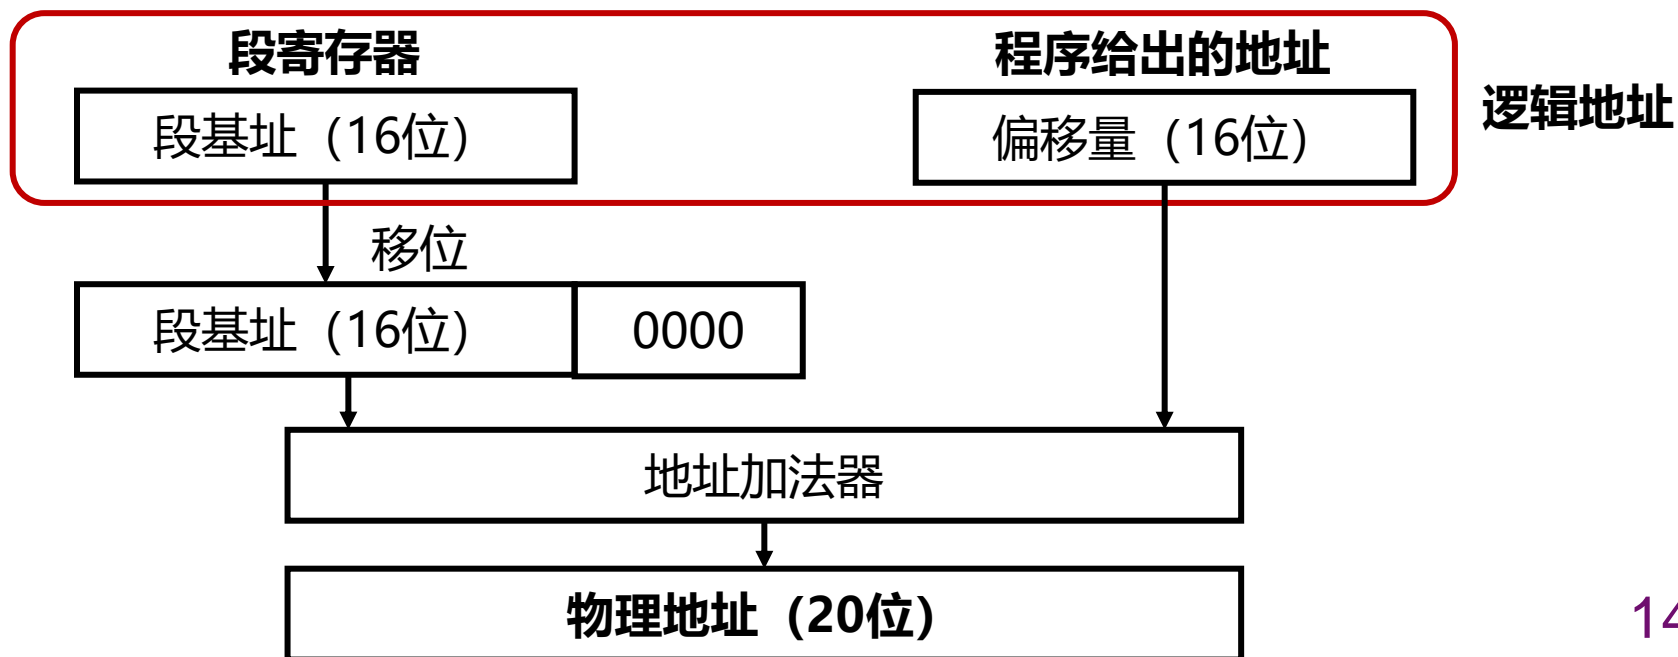 段寄存器
程序给出的地址
逻辑地址
段基址（16位）
偏移量（16位）
移位
段基址（16位）
0000
地址加法器
物理地址（20位）
14